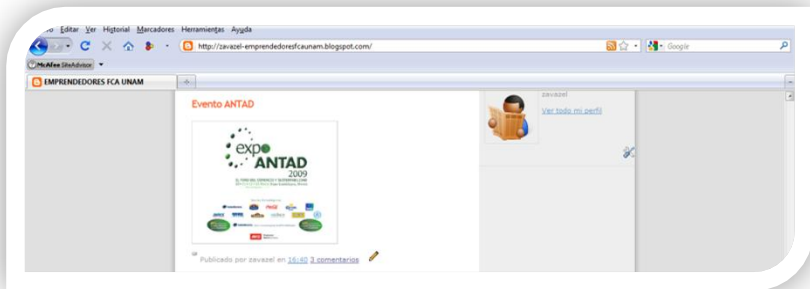 Editar Ver Historial Marcadores Herramientas Ayuda
http://zavazel-emprendedoresfcaunam.blogspot.com/
Google
McAfee SiteAdvisor
EMPRENDEDORES FCA UNAM
Evento ANTAD
expo
ANTAD
2009
zavazel
Ver todo mi perfil
Publicado por zavazel en 16:40 3 comentarios